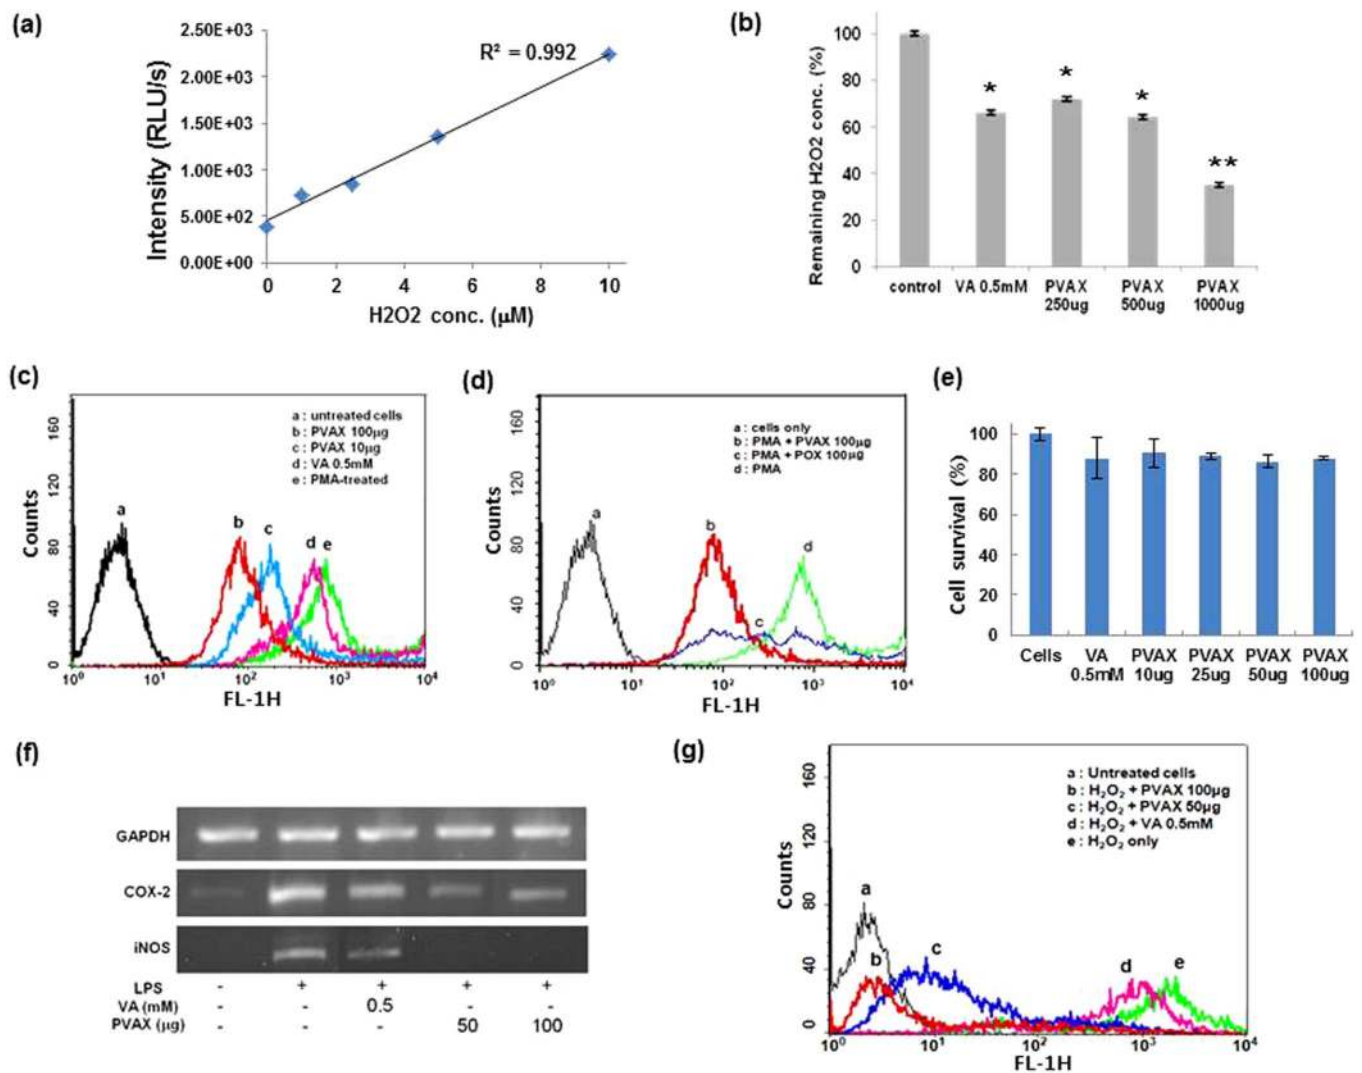 (a)
2.50E+03
2.00E+03
1.50E+03
1.00E+03
5.00E+02
0.00E+00
Intensity (RLU/s)
R² = 0.992
0 2 4 6 8 10
H2O2 conc. (μM)
(b)
100
80
60
40
20
0
Remaining H2O2 conc. (%)
*
*
*
**
control VA 0.5mM PVAX PVAX PVAX
250ug 500ug 1000ug
(c)
160
120
80
40
0
Counts
a : untreated cells
b : PVAX 100μg
c : PVAX 10μg
d : VA 0.5mM
e : PMA-treated
a b c d e
10⁰ 10¹ 10² 10³ 10⁴
FL-1H
(d)
160
120
80
40
0
Counts
a : cells only
b : PMA + PVAX 100μg
c : PMA + POX 100μg
d : PMA
a b c d
10⁰ 10¹ 10² 10³ 10⁴
FL-1H
(e)
100
80
60
40
20
0
Cell survival (%)
Cells VA PVAX PVAX PVAX PVAX
0.5mM 10ug 25ug 50ug 100ug
(f)
GAPDH
COX-2
iNOS
LPS - + + + +
VA (mM) - - 0.5 - -
PVAX (μg) - - - 50 100
(g)
160
120
80
40
0
Counts
a : Untreated cells
b : H₂O₂ + PVAX 100μg
c : H₂O₂ + PVAX 50μg
d : H₂O₂ + VA 0.5mM
e : H₂O₂ only
a b c d e
10⁰ 10¹ 10² 10³ 10⁴
FL-1H